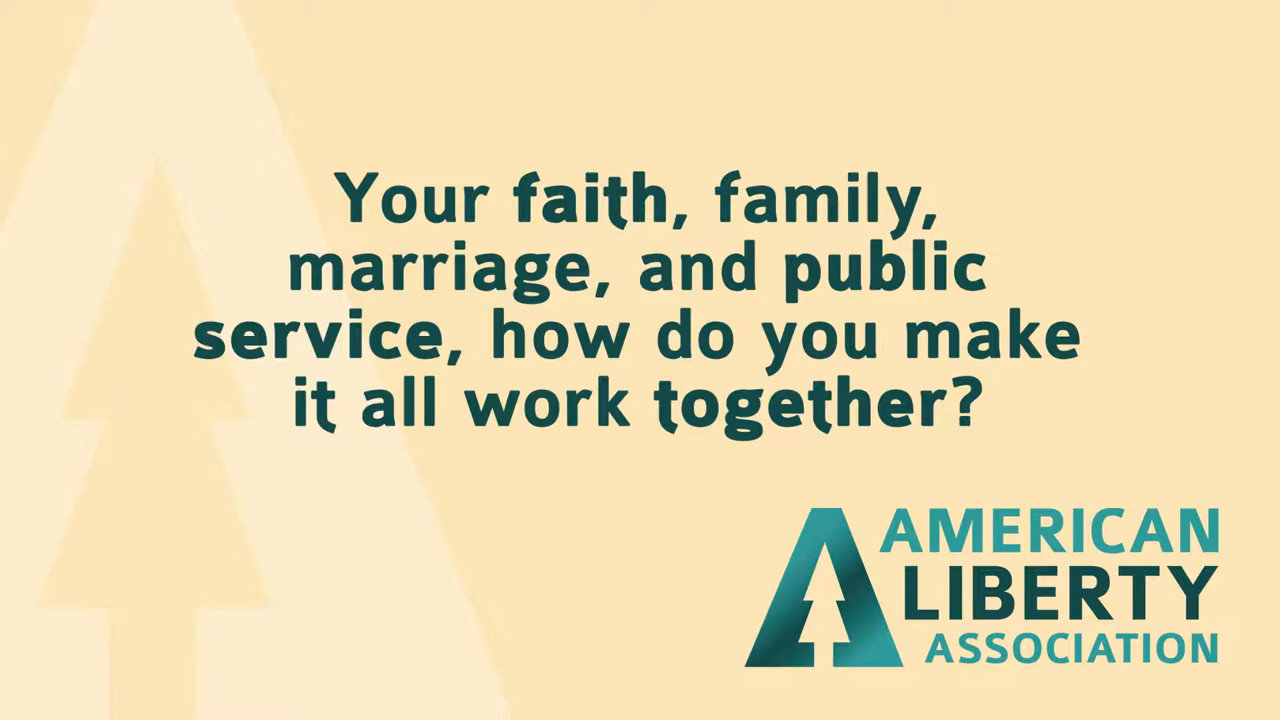 Your faith, family,
marriage, and public
service, how do you make
it all work together?
AMERICAN
LIBERTY
ASSOCIATION